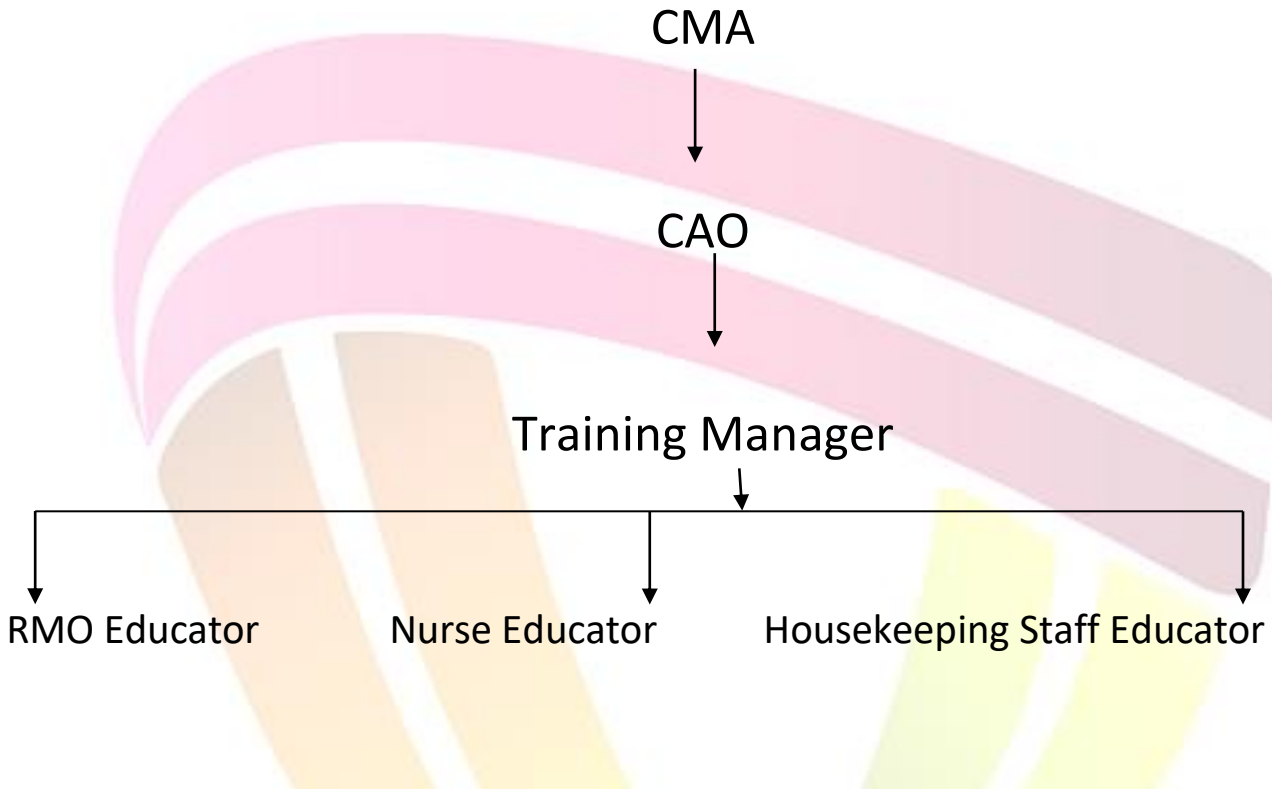 CMA
CAO
Training Manager
RMO Educator Nurse Educator Housekeeping Staff Educator